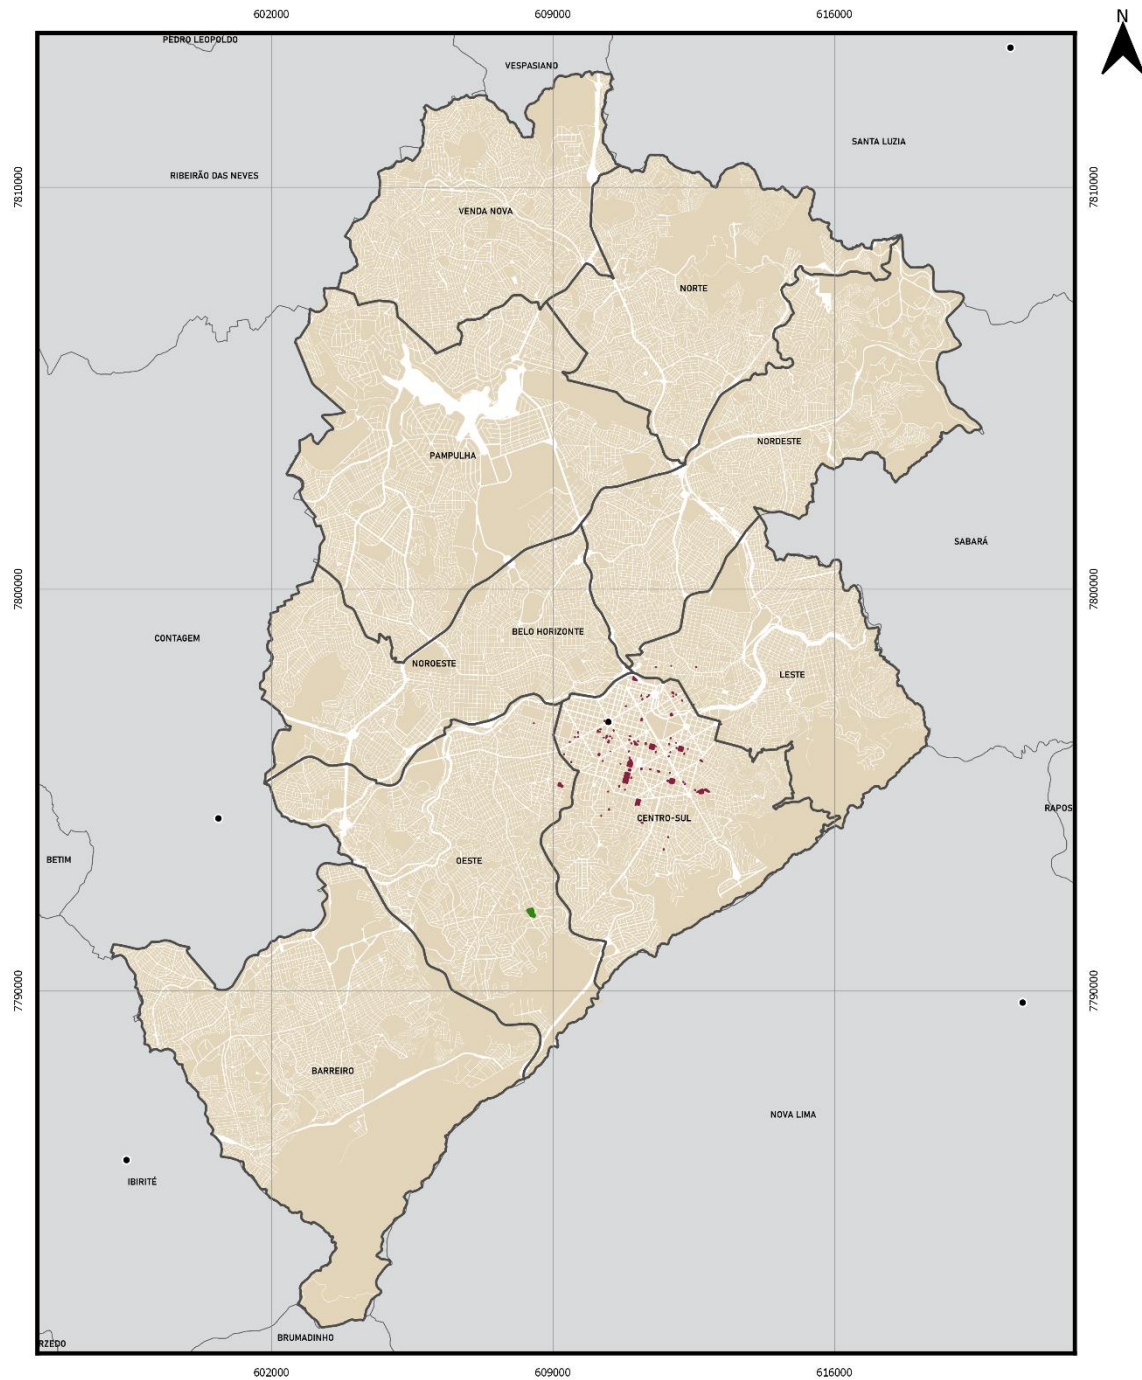 602000 609000 616000
N
PEDRO LEOPOLDO
VESPASIANO
SANTA LUZIA
RIBEIRÃO DAS NEVES
7810000 7810000
VENDA NOVA
NORTE
NORDESTE
PAMPULHA
SABARÁ
7800000 7800000
BELO HORIZONTE
CONTAGEM
NOROESTE
LESTE
RAPOS
CENTRO-SUL
BETIM
OESTE
7790000 7790000
BARREIRO
NOVA LIMA
IBIRITÉ
BRUMADINHO
RZEDO
602000 609000 616000